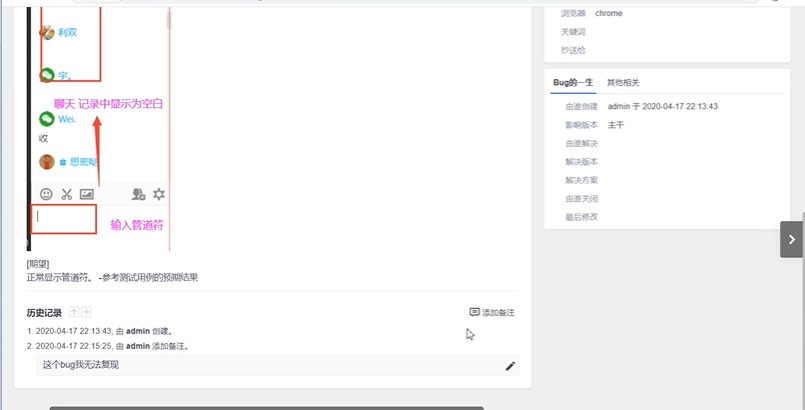 利双
宇。
聊天 记录中显示为空白
Wei.
收
思密哒
输入管道符
[期望]
正常显示管道符。 -参考测试用例的预期结果
历史记录
添加备注
1. 2020-04-17 22:13:43, 由 admin 创建。
2. 2020-04-17 22:15:25, 由 admin 添加备注。
这个bug我无法复现
浏览器 chrome
关键词
抄送给
Bug的一生 其他相关
由谁创建 admin 于 2020-04-17 22:13:43
影响版本 主干
由谁解决
解决版本
解决方案
由谁关闭
最后修改